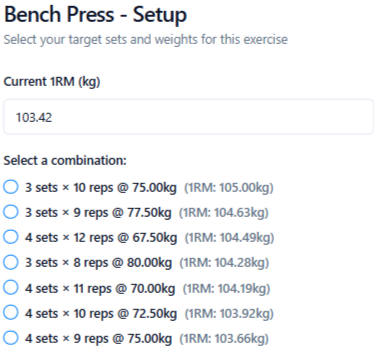 Bench Press - Setup
Select your target sets and weights for this exercise
Current 1RM (kg)
103.42
Select a combination:
3 sets × 10 reps @ 75.00kg (1RM: 105.00kg)
3 sets × 9 reps @ 77.50kg (1RM: 104.63kg)
4 sets × 12 reps @ 67.50kg (1RM: 104.49kg)
3 sets × 8 reps @ 80.00kg (1RM: 104.28kg)
4 sets × 11 reps @ 70.00kg (1RM: 104.19kg)
4 sets × 10 reps @ 72.50kg (1RM: 103.92kg)
4 sets × 9 reps @ 75.00kg (1RM: 103.66kg)